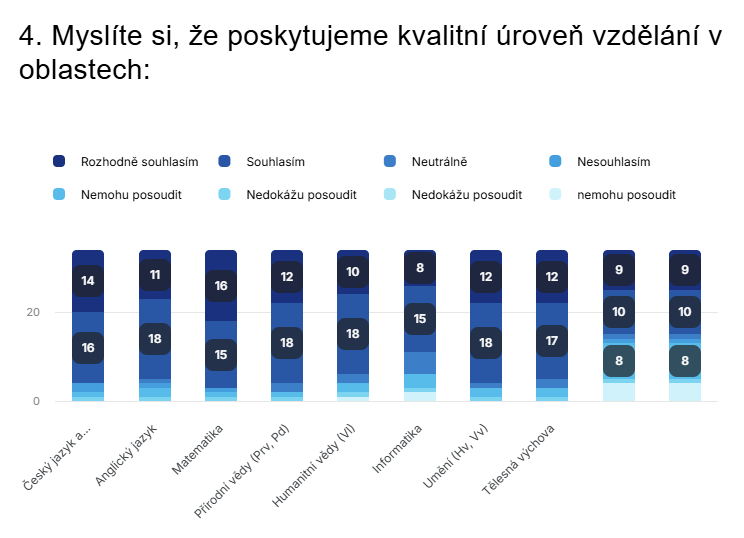 4. Myslíte si, že poskytujeme kvalitní úroveň vzdělání v
oblastech:
Rozhodně souhlasím Souhlasím Neutrálně Nesouhlasím
Nemohu posoudit Nedokážu posoudit Nedokážu posoudit nemohu posoudit
14 11 16 12 10 8 12 12 9 9
20
16 18 15 18 18 15 18 17 10 10
8 8
0
Český jazyk a...
Anglický jazyk
Matematika
Přírodní vědy (Prv, Pd)
Humanitní vědy (Vl)
Informatika
Umění (Hv, Vv)
Tělesná výchova